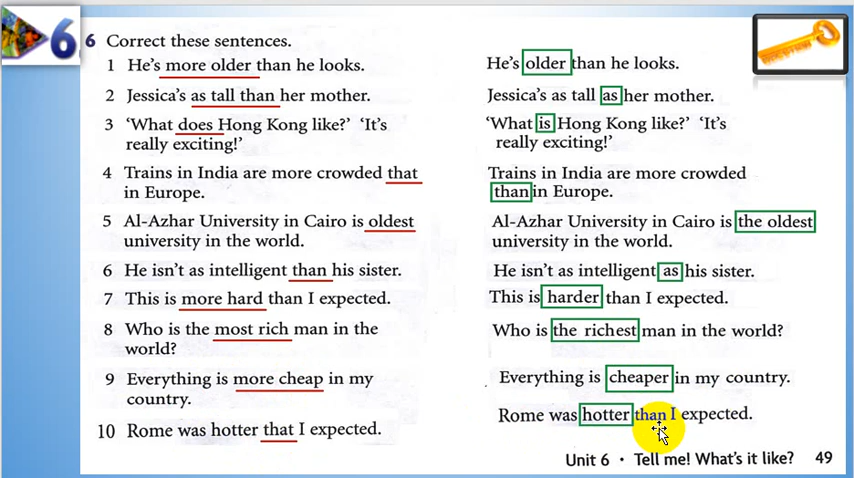 6
6 Correct these sentences.
1 He's more older than he looks.
2 Jessica's as tall than her mother.
3 'What does Hong Kong like?' 'It's
really exciting!'
4 Trains in India are more crowded that
in Europe.
5 Al-Azhar University in Cairo is oldest
university in the world.
6 He isn't as intelligent than his sister.
7 This is more hard than I expected.
8 Who is the most rich man in the
world?
9 Everything is more cheap in my
country.
10 Rome was hotter that I expected.
He's older than he looks.
Jessica's as tall as her mother.
'What is Hong Kong like?' 'It's
really exciting!'
Trains in India are more crowded
than in Europe.
Al-Azhar University in Cairo is the oldest
university in the world.
He isn't as intelligent as his sister.
This is harder than I expected.
Who is the richest man in the world?
Everything is cheaper in my country.
Rome was hotter than I expected.
Unit 6 • Tell me! What's it like? 49